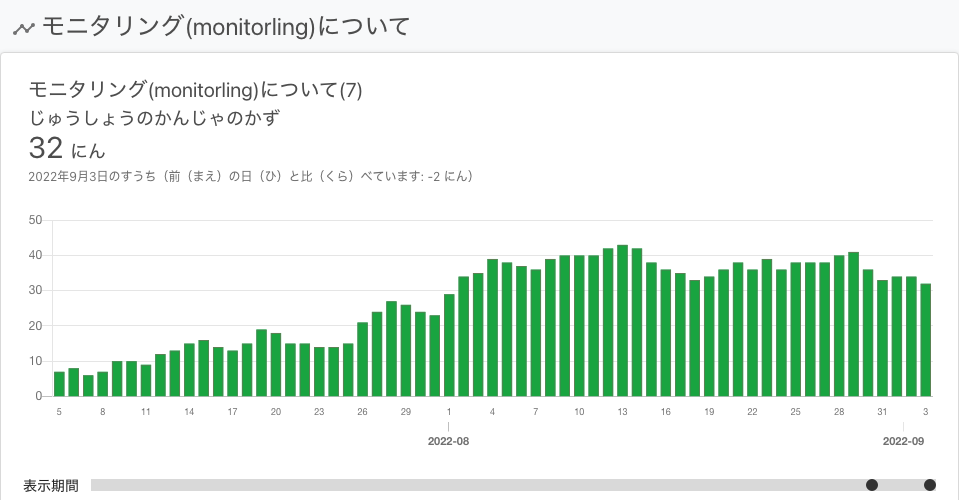 モニタリング(monitorling)について
モニタリング(monitorling)について(7)
じゅうしょうのかんじゃのかず
32 にん
2022年9月3日のすうち（前（まえ）の日（ひ）と比（くら）べています: -2 にん）
50
40
30
20
10
0
5 8 11 14 17 20 23 26 29 1 4 7 10 13 16 19 22 25 28 31 3
2022-08 2022-09
表示期間